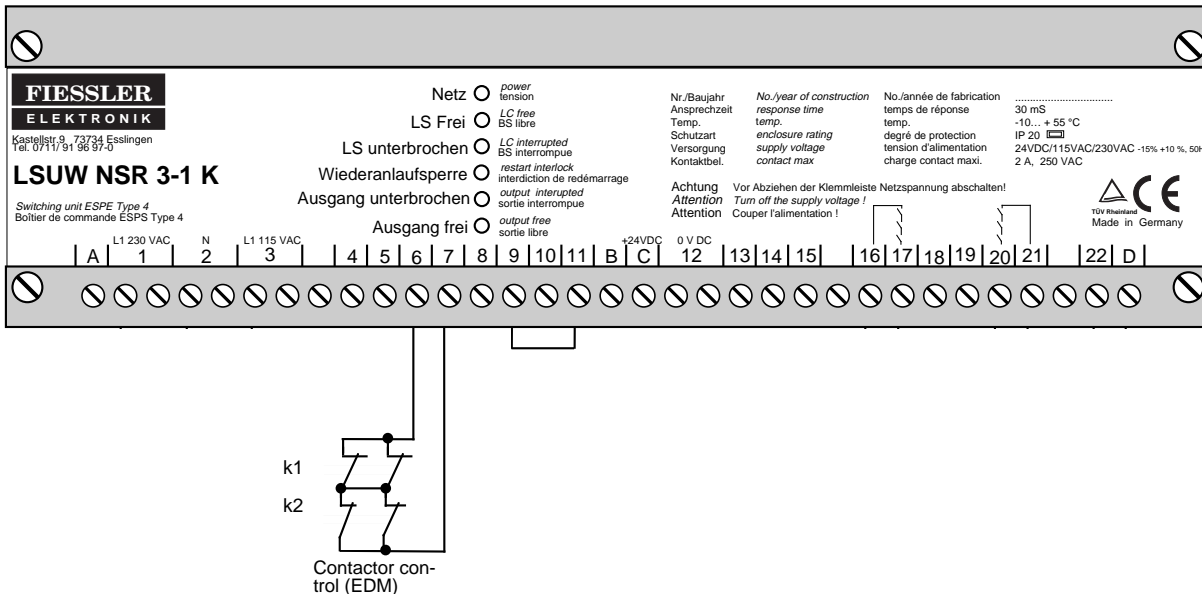 FIESSLER
ELEKTRONIK
Kastellstr.9 73734 Esslingen
Tel. 0711/ 91 96 97-0
LSUW NSR 3-1 K
Switching unit ESPE Type 4
Boîtier de commande ESPS Type 4
Netz power tension
LS Frei LC free BS libre
LS unterbrochen LC interrupted BS interrompue
Wiederanlaufsperre restart interlock interdiction de redémarrage
Ausgang unterbrochen output interupted sortie interrompue
Ausgang frei output free sortie libre
Nr./Baujahr No./year of construction No./année de fabrication ...............................
Ansprechzeit response time temps de réponse 30 mS
Temp. temp. temp. -10... + 55 °C
Schutzart enclosure rating degré de protection IP 20
Versorgung supply voltage tension d'alimentation 24VDC/115VAC/230VAC -15% +10 %, 50H
Kontaktbel. contact max charge contact maxi. 2 A, 250 VAC
Achtung Vor Abziehen der Klemmleiste Netzspannung abschalten!
Attention Turn off the supply voltage !
Attention Couper l'alimentation !
TÜV Rheinland
CE
Made in Germany
L1 230 VAC N L1 115 VAC +24VDC 0 V DC
A 1 2 3 4 5 6 7 8 9 10 11 B C 12 13 14 15 16 17 18 19 20 21 22 D
k1
k2
Contactor con-
trol (EDM)